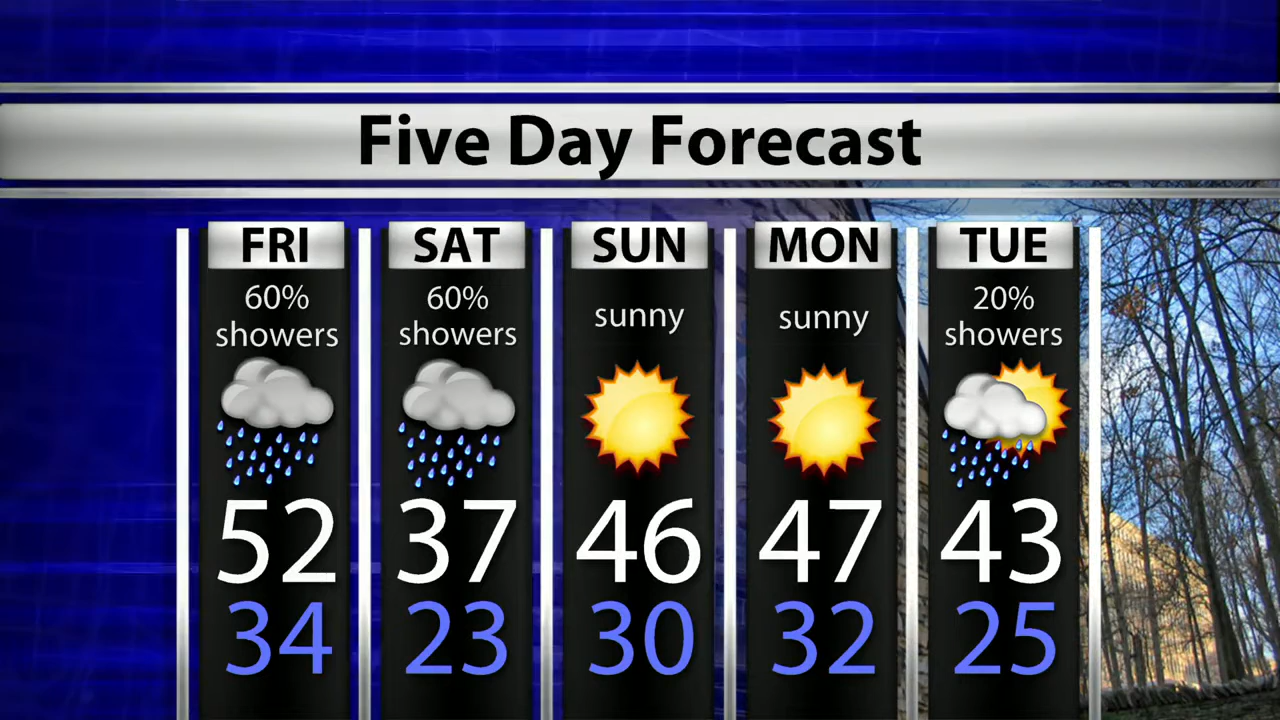 Five Day Forecast
FRI SAT SUN MON TUE
60% showers 60% showers sunny sunny 20% showers
52 37 46 47 43
34 23 30 32 25